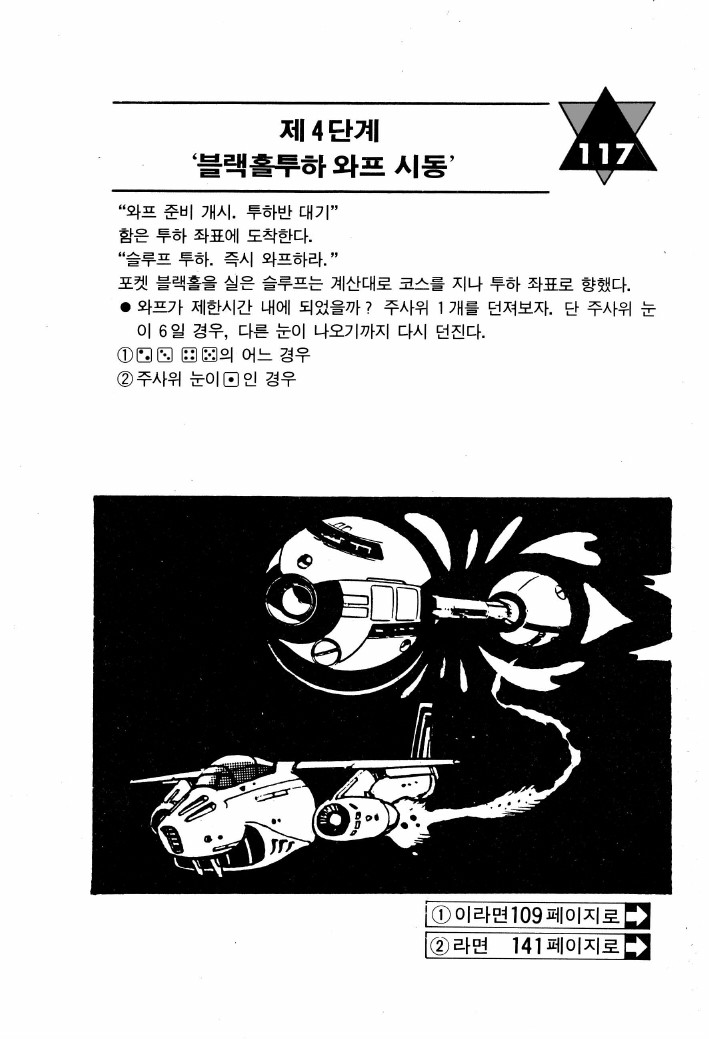 제 4 단계
‘블랙홀투하 와프 시동’
117
“와프 준비 개시. 투하반 대기”
함은 투하 좌표에 도착한다.
“슬루프 투하. 즉시 와프하라.”
포켓 블랙홀을 실은 슬루프는 계산대로 코스를 지나 투하 좌표로 향했다.
● 와프가 제한시간 내에 되었을까? 주사위 1개를 던져보자. 단 주사위 눈
이 6일 경우, 다른 눈이 나오기까지 다시 던진다.
①⚁ ⚂ ⚃ ⚄의 어느 경우
②주사위 눈이⚀인 경우
①이라면109페이지로
②라면 141페이지로